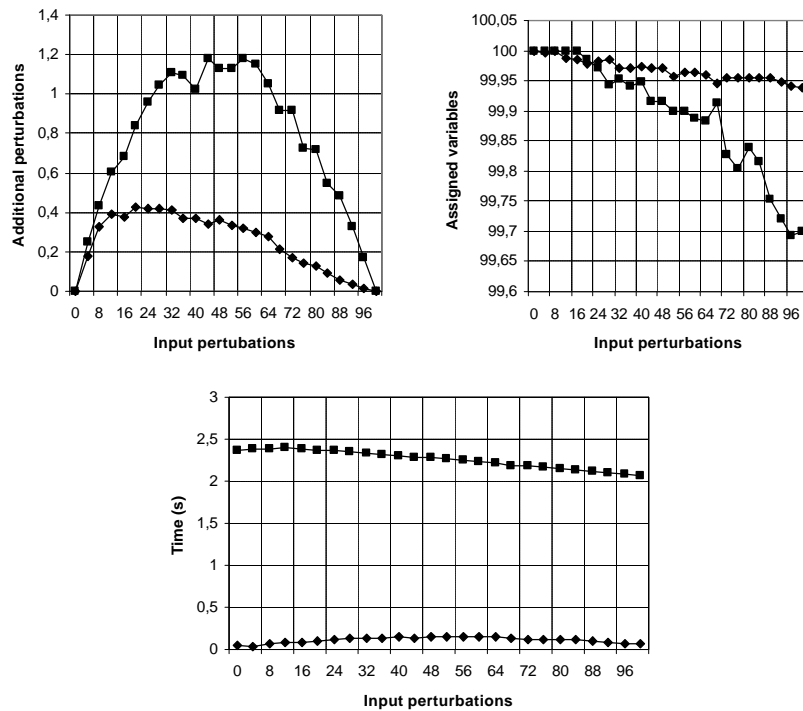 1,4
1,2
1
0,8
0,6
0,4
0,2
0
Additional perturbations
0 8 16 24 32 40 48 56 64 72 80 88 96
Input pertubations
100,05
100
99,95
99,9
99,85
99,8
99,75
99,7
99,65
99,6
Assigned variables
0 8 16 24 32 40 48 56 64 72 80 88 96
Input perturbations
3
2,5
2
1,5
1
0,5
0
Time (s)
0 8 16 24 32 40 48 56 64 72 80 88 96
Input perturbations